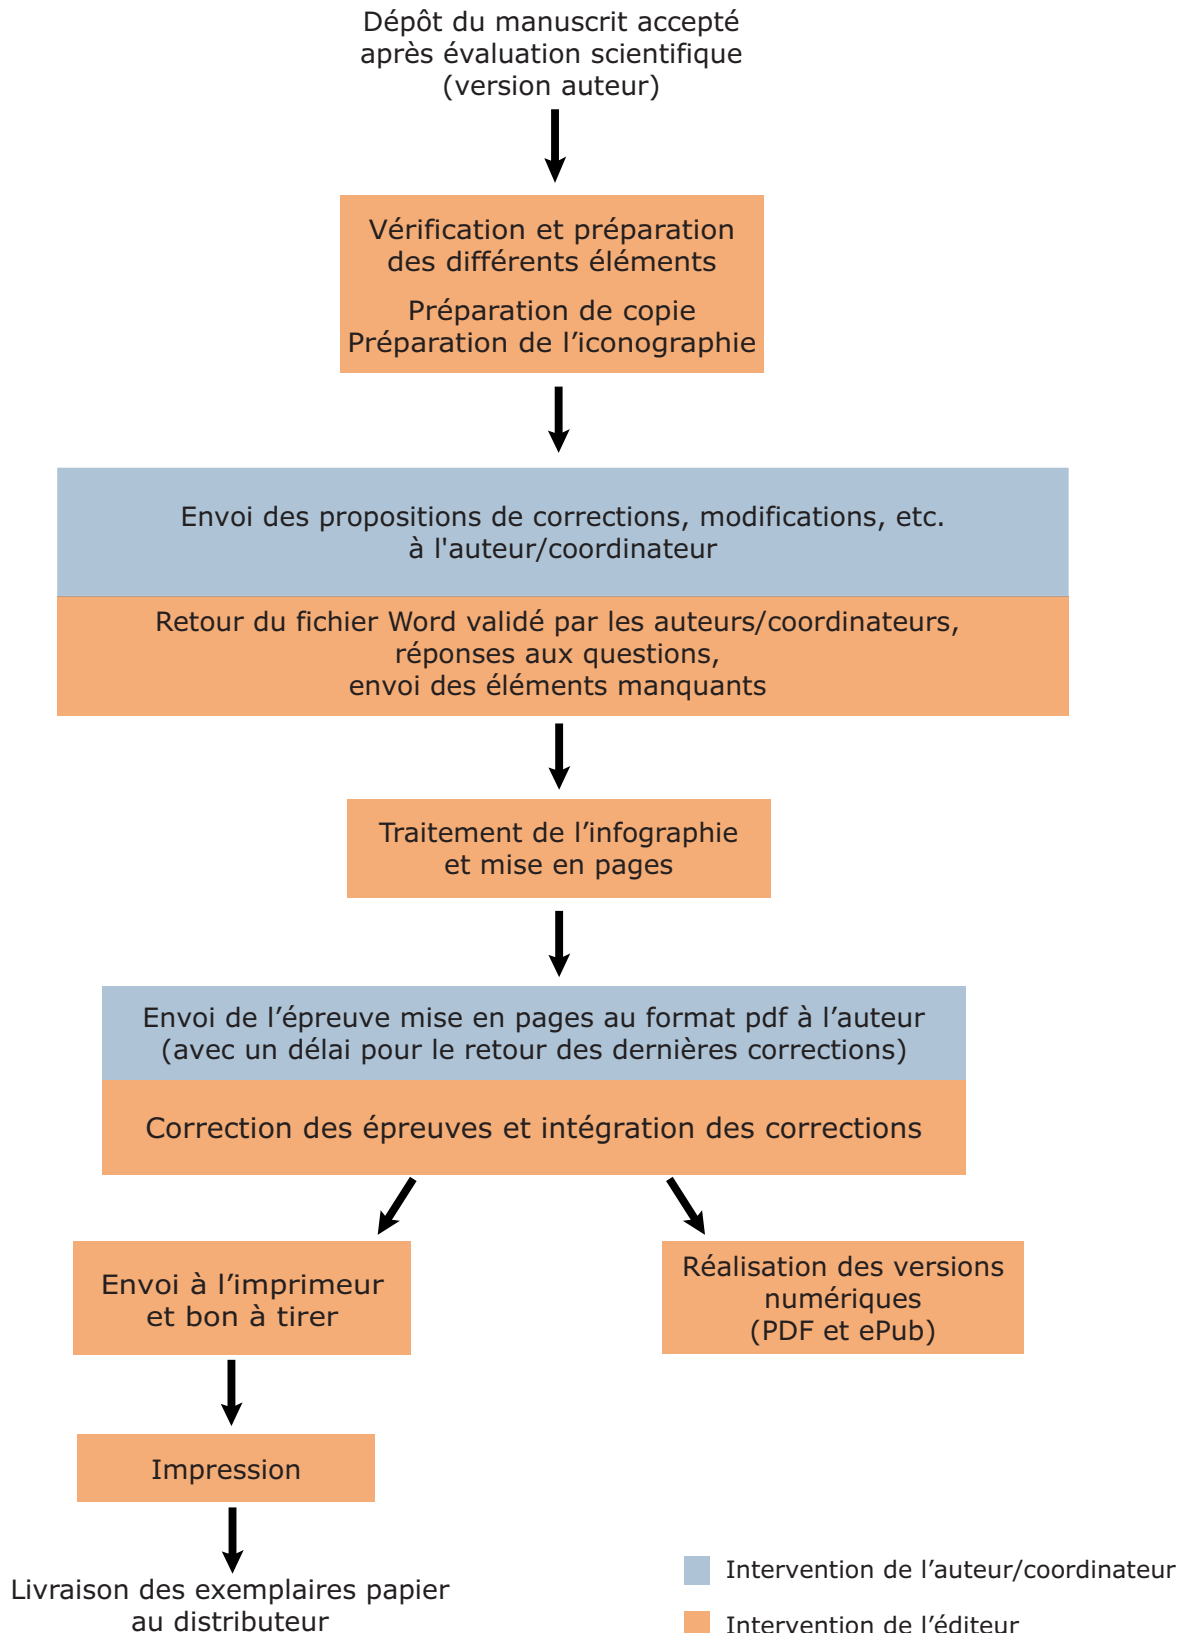 Dépôt du manuscrit accepté
après évaluation scientifique
(version auteur)
Vérification et préparation
des différents éléments
Préparation de copie
Préparation de l’iconographie
Envoi des propositions de corrections, modifications, etc.
à l'auteur/coordinateur
Retour du fichier Word validé par les auteurs/coordinateurs,
réponses aux questions,
envoi des éléments manquants
Traitement de l’infographie
et mise en pages
Envoi de l’épreuve mise en pages au format pdf à l’auteur
(avec un délai pour le retour des dernières corrections)
Correction des épreuves et intégration des corrections
Envoi à l’imprimeur
et bon à tirer
Réalisation des versions
numériques
(PDF et ePub)
Impression
Livraison des exemplaires papier
au distributeur
Intervention de l’auteur/coordinateur
Intervention de l’éditeur